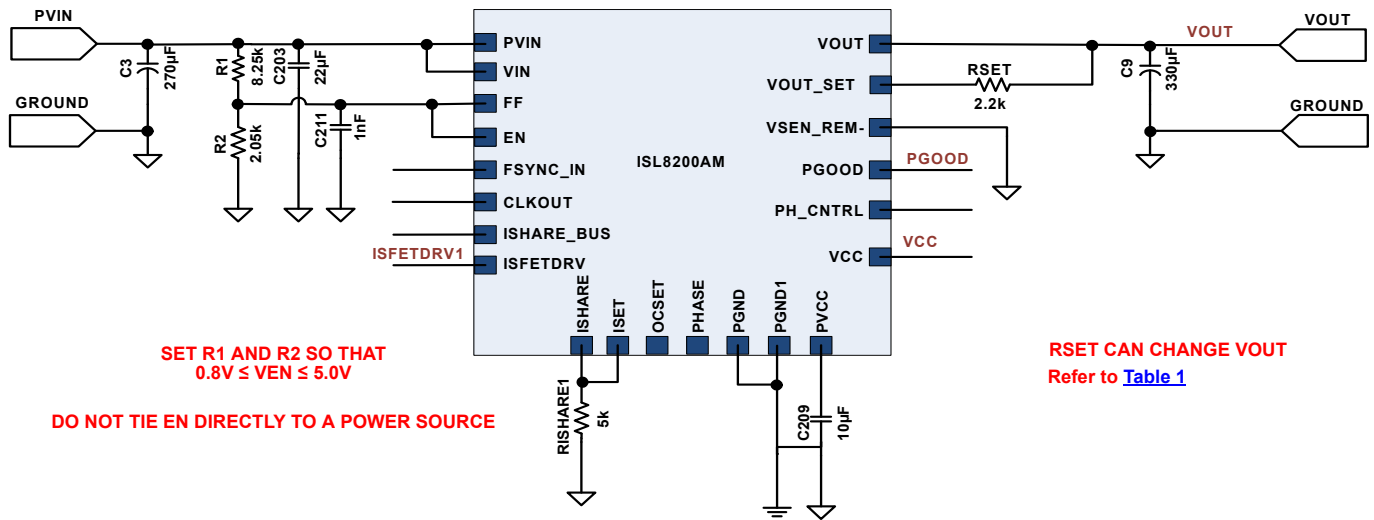 PVIN
GROUND
C3
270µF
R1
8.25k
C203
22µF
R2
2.05k
C211
1nF
PVIN
VIN
FF
EN
FSYNC_IN
CLKOUT
ISHARE_BUS
ISFETDRV
ISFETDRV1
ISL8200AM
VOUT
VOUT_SET
VSEN_REM-
PGOOD
PH_CNTRL
VCC
PGOOD
VCC
RSET
2.2k
VOUT
VOUT
C9
330µF
GROUND
ISHARE
ISET
OCSET
PHASE
PGND
PGND1
PVCC
RISHARE1
5k
C209
10µF
SET R1 AND R2 SO THAT
0.8V ≤ VEN ≤ 5.0V
DO NOT TIE EN DIRECTLY TO A POWER SOURCE
RSET CAN CHANGE VOUT
Refer to Table 1